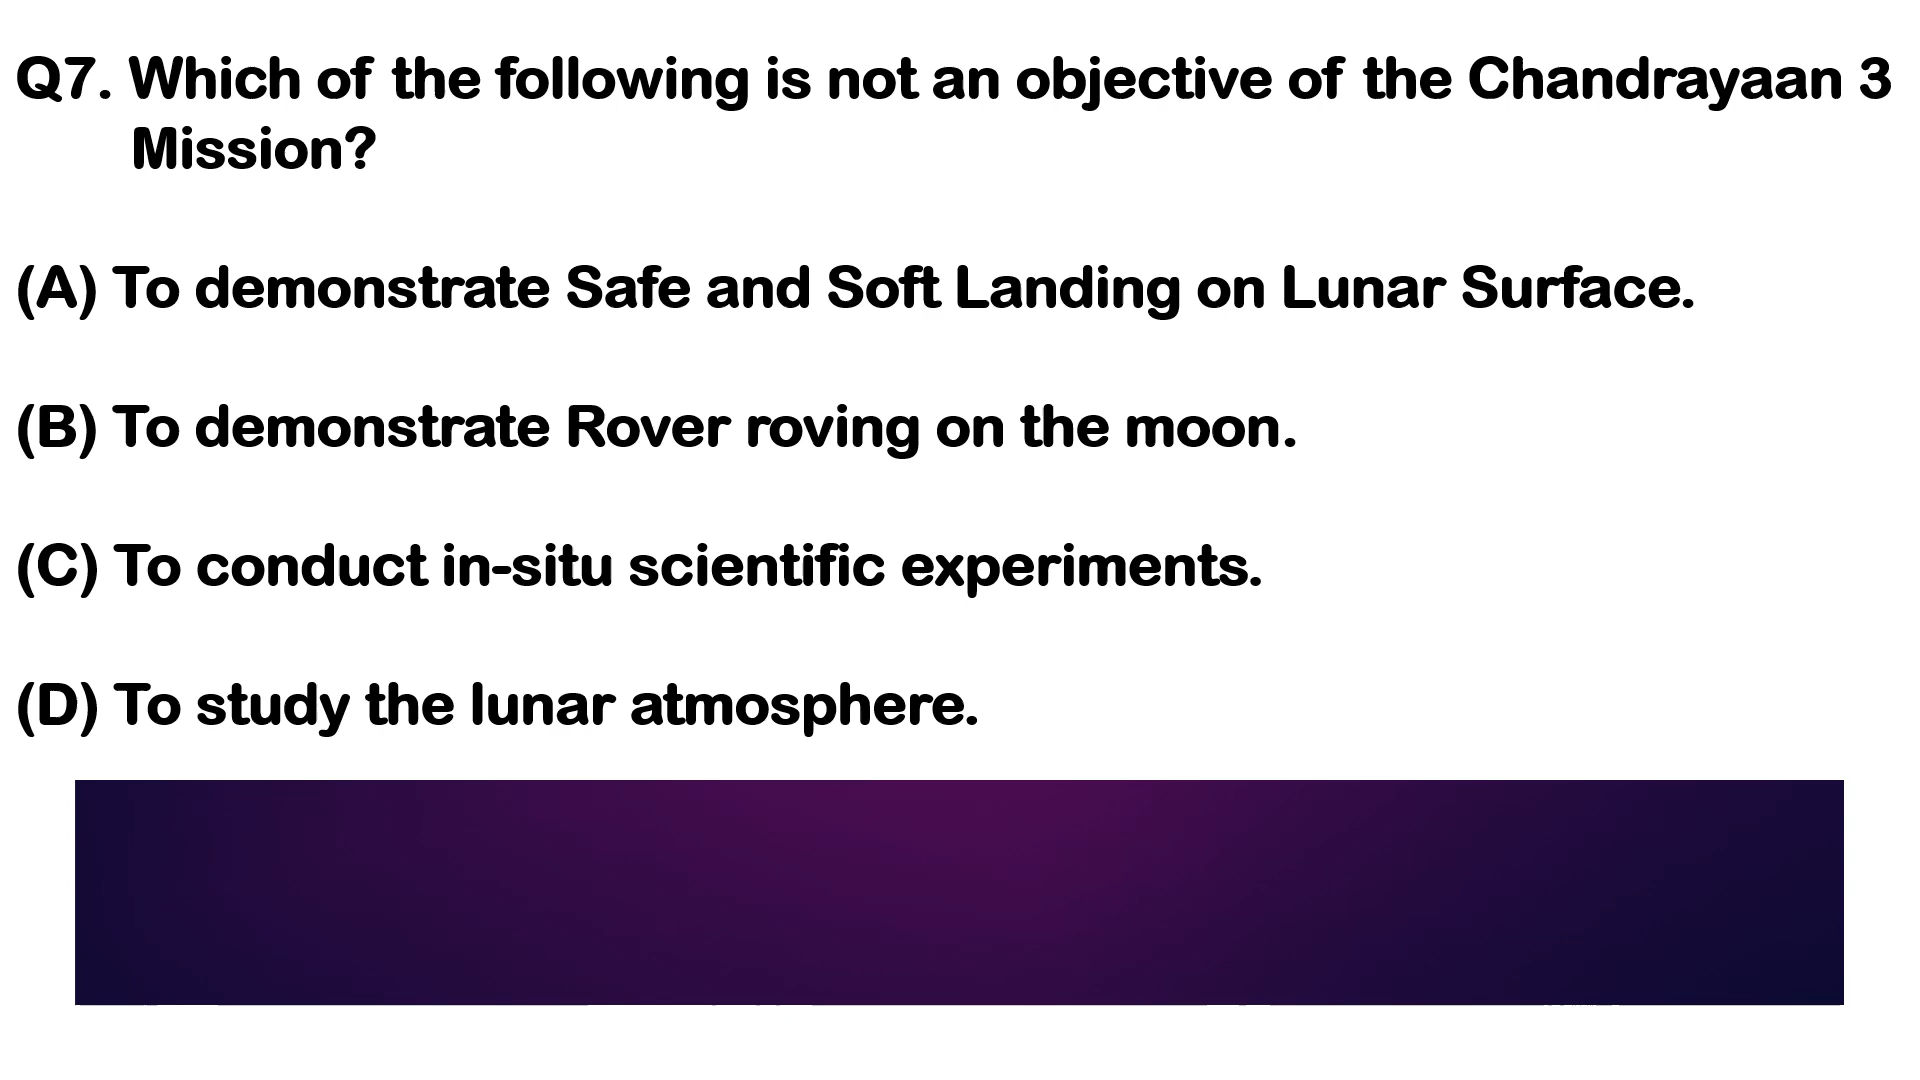 Q7. Which of the following is not an objective of the Chandrayaan 3
Mission?
(A) To demonstrate Safe and Soft Landing on Lunar Surface.
(B) To demonstrate Rover roving on the moon.
(C) To conduct in-situ scientific experiments.
(D) To study the lunar atmosphere.